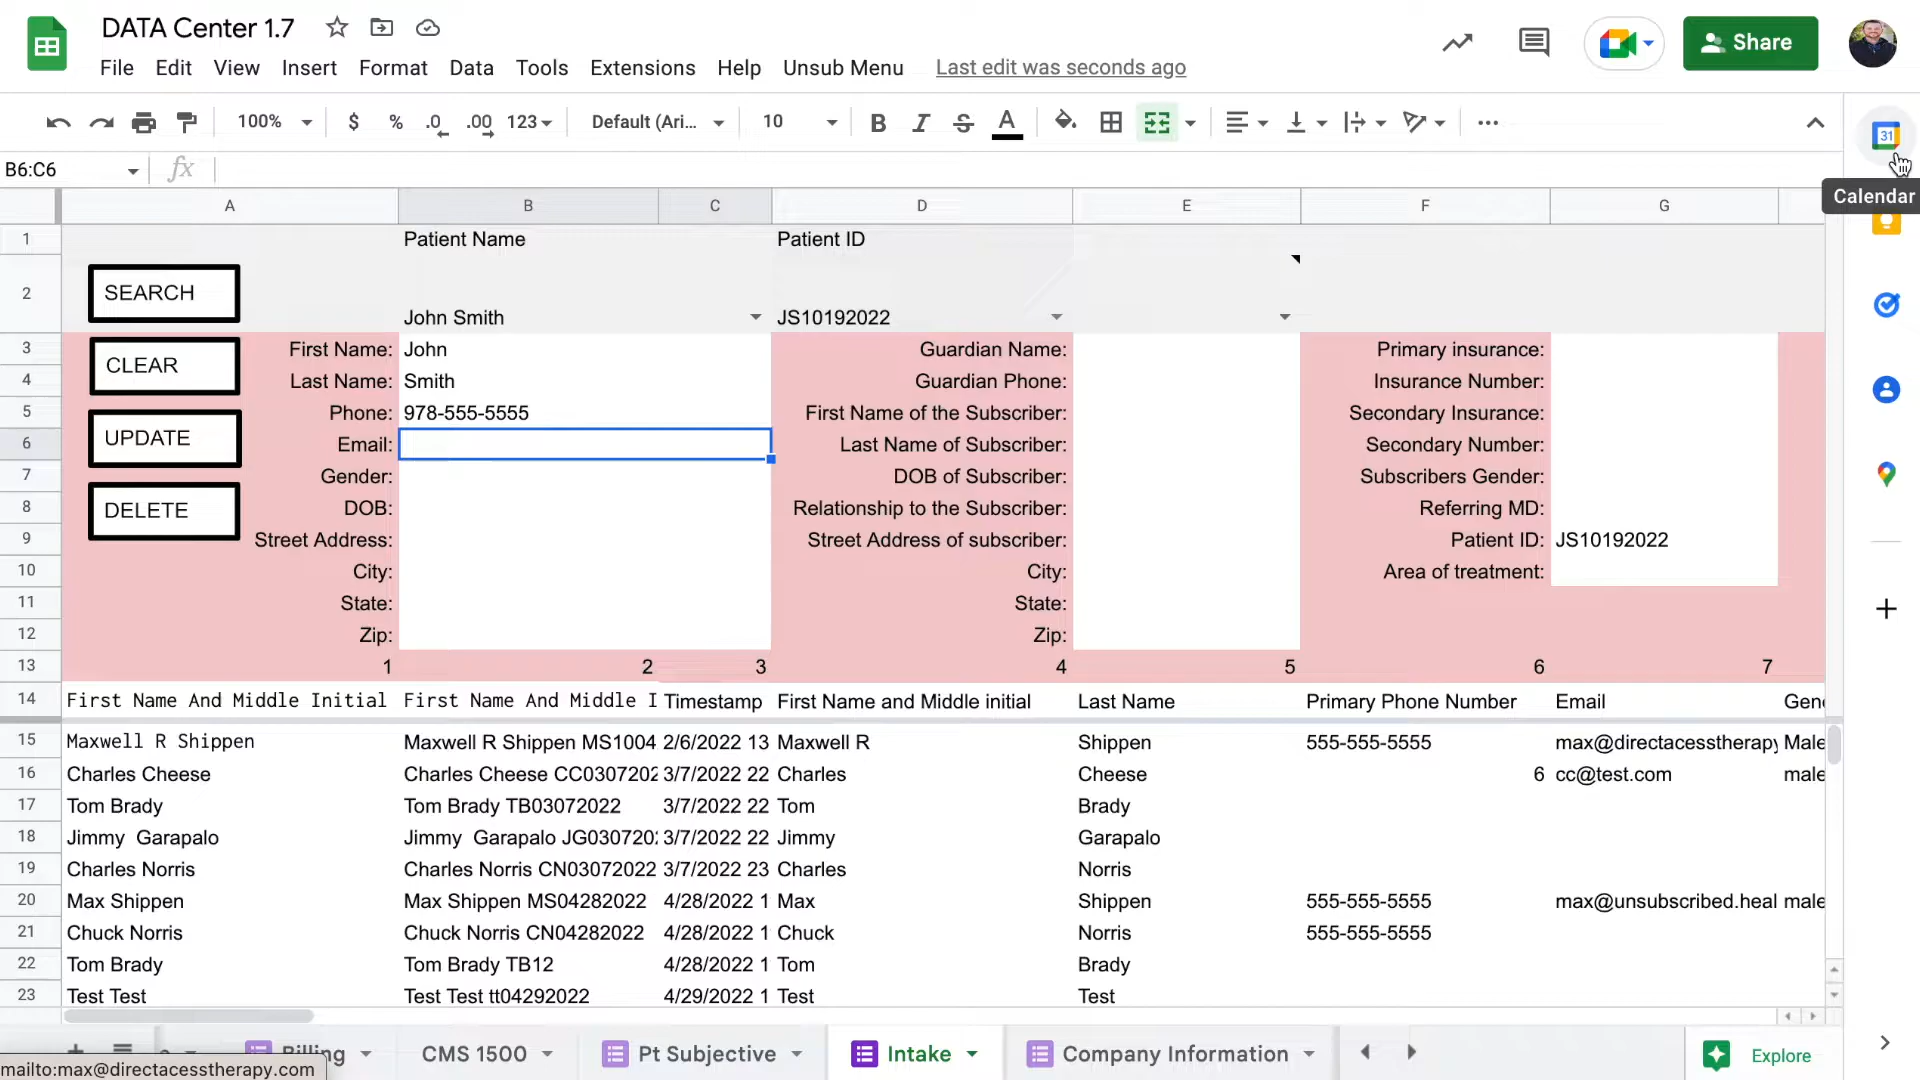 DATA Center 1.7
File Edit View Insert Format Data Tools Extensions Help Unsub Menu Last edit was seconds ago
Share
100% $ % .0 .00 123 Default (Ari... 10 B I S A
31
B6:C6 fx
Calendar
A B C D E F G
1 Patient Name Patient ID
2 SEARCH John Smith JS10192022
3 CLEAR First Name: John Guardian Name: Primary insurance:
4 Last Name: Smith Guardian Phone: Insurance Number:
5 UPDATE Phone: 978-555-5555 First Name of the Subscriber: Secondary Insurance:
6 Email: Last Name of Subscriber: Secondary Number:
7 Gender: DOB of Subscriber: Subscribers Gender:
8 DELETE DOB: Relationship to the Subscriber: Referring MD:
9 Street Address: Street Address of subscriber: Patient ID: JS10192022
10 City: City: Area of treatment:
11 State: State:
12 Zip: Zip:
13 1 2 3 4 5 6 7
14 First Name And Middle Initial First Name And Middle I Timestamp First Name and Middle initial Last Name Primary Phone Number Email Gen
15 Maxwell R Shippen Maxwell R Shippen MS1004 2/6/2022 13 Maxwell R Shippen 555-555-5555 max@directacesstherapy Male
16 Charles Cheese Charles Cheese CC0307202 3/7/2022 22 Charles Cheese 6 cc@test.com male
17 Tom Brady Tom Brady TB03072022 3/7/2022 22 Tom Brady
18 Jimmy  Garapalo Jimmy  Garapalo JG030720 3/7/2022 22 Jimmy Garapalo
19 Charles Norris Charles Norris CN03072022 3/7/2022 23 Charles Norris
20 Max Shippen Max Shippen MS04282022 4/28/2022 1 Max Shippen 555-555-5555 max@unsubscribed.heal male
21 Chuck Norris Chuck Norris CN04282022 4/28/2022 1 Chuck Norris 555-555-5555
22 Tom Brady Tom Brady TB12 4/28/2022 1 Tom Brady
23 Test Test Test Test tt04292022 4/29/2022 1 Test Test
Billing CMS 1500 Pt Subjective Intake Company Information Explore
mailto:max@directacesstherapy.com